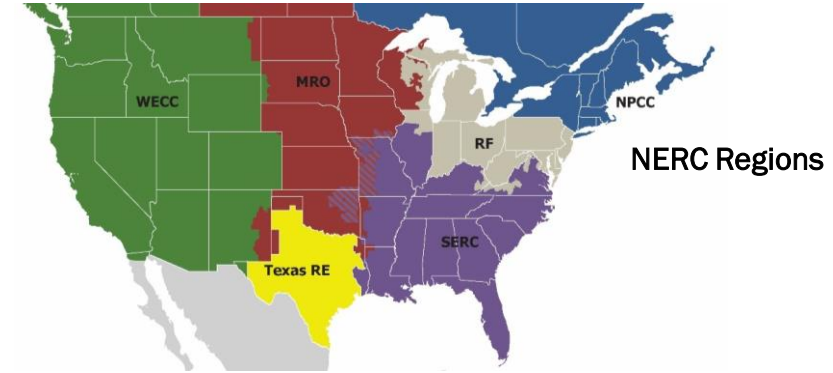 MRO
WECC
NPCC
RF
NERC Regions
SERC
Texas RE